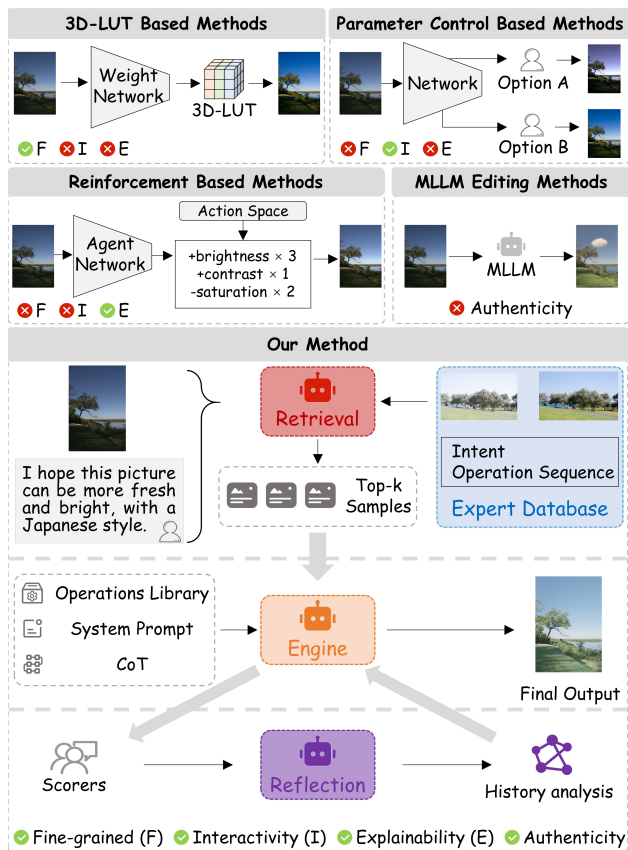 3D-LUT Based Methods
Weight
Network
3D-LUT
F I E
Parameter Control Based Methods
Network
Option A
Option B
F I E
Reinforcement Based Methods
Agent
Network
Action Space
+brightness × 3
+contrast × 1
-saturation × 2
F I E
MLLM Editing Methods
MLLM
Authenticity
Our Method
I hope this picture
can be more fresh
and bright, with a
Japanese style.
Retrieval
Top-k
Samples
Intent
Operation Sequence
Expert Database
Operations Library
System Prompt
CoT
Engine
Final Output
Scorers
Reflection
History analysis
Fine-grained (F) Interactivity (I) Explainability (E) Authenticity